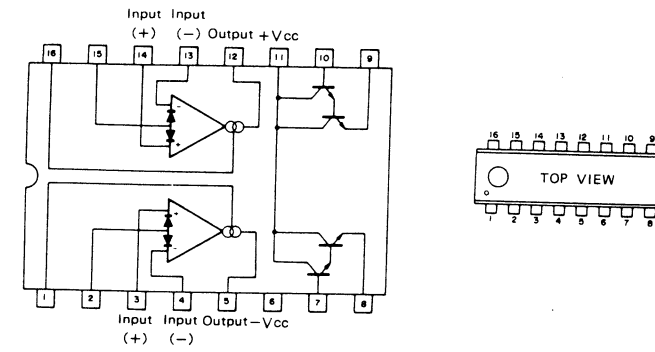 Input Input
(+) (−) Output +Vcc
16 15 14 13 12 11 10 9
−
+
+
−
1 2 3 4 5 6 7 8
Input Input Output −Vcc
(+) (−)
16 15 14 13 12 11 10 9
TOP VIEW
1 2 3 4 5 6 7 8